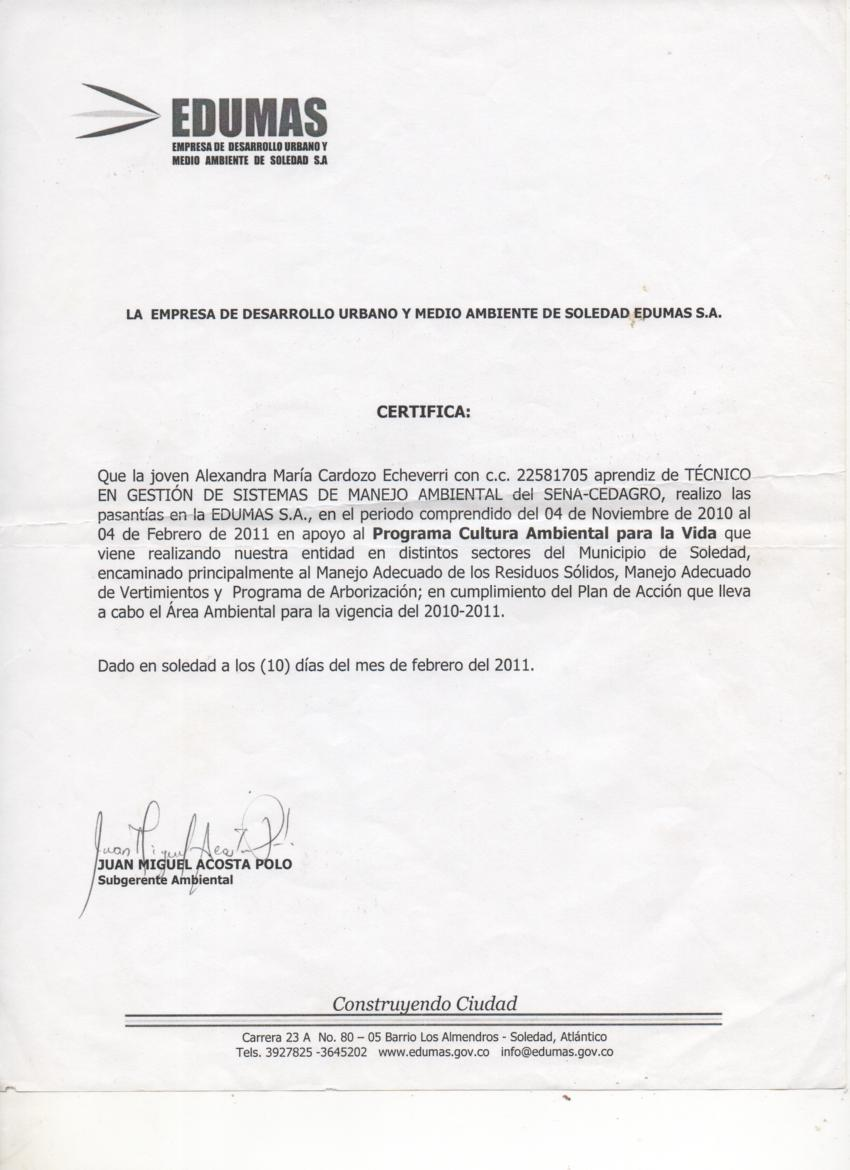 EDUMAS
EMPRESA DE DESARROLLO URBANO Y
MEDIO AMBIENTE DE SOLEDAD S.A
LA EMPRESA DE DESARROLLO URBANO Y MEDIO AMBIENTE DE SOLEDAD EDUMAS S.A.
CERTIFICA:
Que la joven Alexandra María Cardozo Echeverri con c.c. 22581705 aprendiz de TÉCNICO
EN GESTIÓN DE SISTEMAS DE MANEJO AMBIENTAL del SENA-CEDAGRO, realizo las
pasantías en la EDUMAS S.A., en el periodo comprendido del 04 de Noviembre de 2010 al
04 de Febrero de 2011 en apoyo al Programa Cultura Ambiental para la Vida que
viene realizando nuestra entidad en distintos sectores del Municipio de Soledad,
encaminado principalmente al Manejo Adecuado de los Residuos Sólidos, Manejo Adecuado
de Vertimientos y Programa de Arborización; en cumplimiento del Plan de Acción que lleva
a cabo el Área Ambiental para la vigencia del 2010-2011.
Dado en soledad a los (10) días del mes de febrero del 2011.
Juan Miguel Acosta P.
JUAN MIGUEL ACOSTA POLO
Subgerente Ambiental
Construyendo Ciudad
Carrera 23 A No. 80 – 05 Barrio Los Almendros - Soledad, Atlántico
Tels. 3927825 -3645202 www.edumas.gov.co info@edumas.gov.co